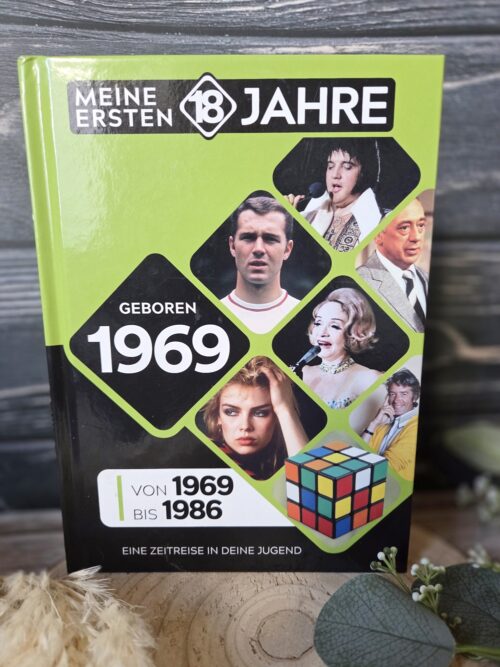 MEINE
ERSTEN
18 JAHRE
GEBOREN
1969
VON 1969
BIS 1986
EINE ZEITREISE IN DEINE JUGEND